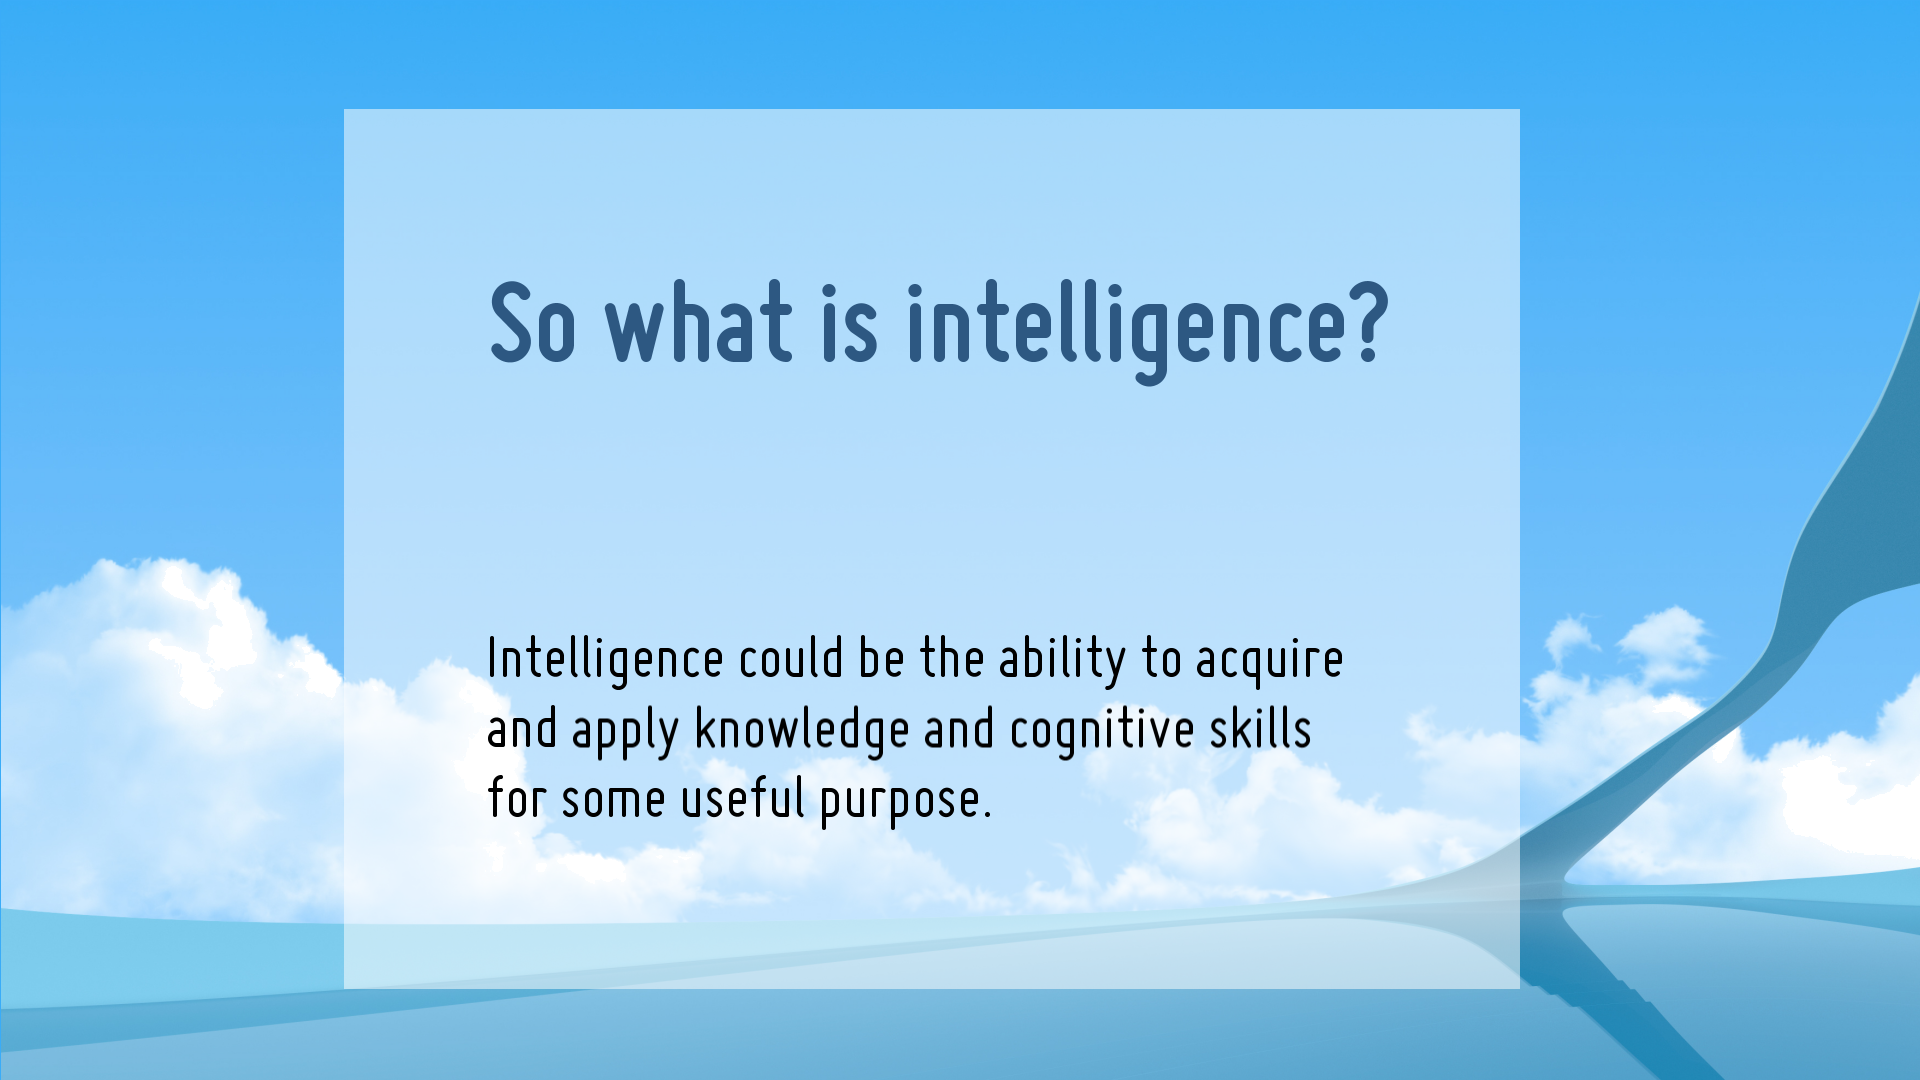 So what is intelligence?
Intelligence could be the ability to acquire
and apply knowledge and cognitive skills
for some useful purpose.